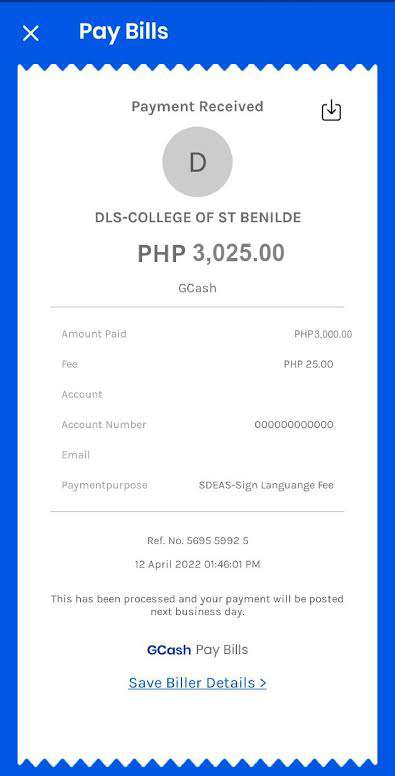 Pay Bills
Payment Received
D
DLS-COLLEGE OF ST BENILDE
PHP 3,025.00
GCash
Amount Paid PHP3,000.00
Fee PHP 25.00
Account
Account Number 000000000000
Email
Paymentpurpose SDEAS-Sign Languange Fee
Ref. No. 5695 5992 5
12 April 2022 01:46:01 PM
This has been processed and your payment will be posted
next business day.
GCash Pay Bills
Save Biller Details >